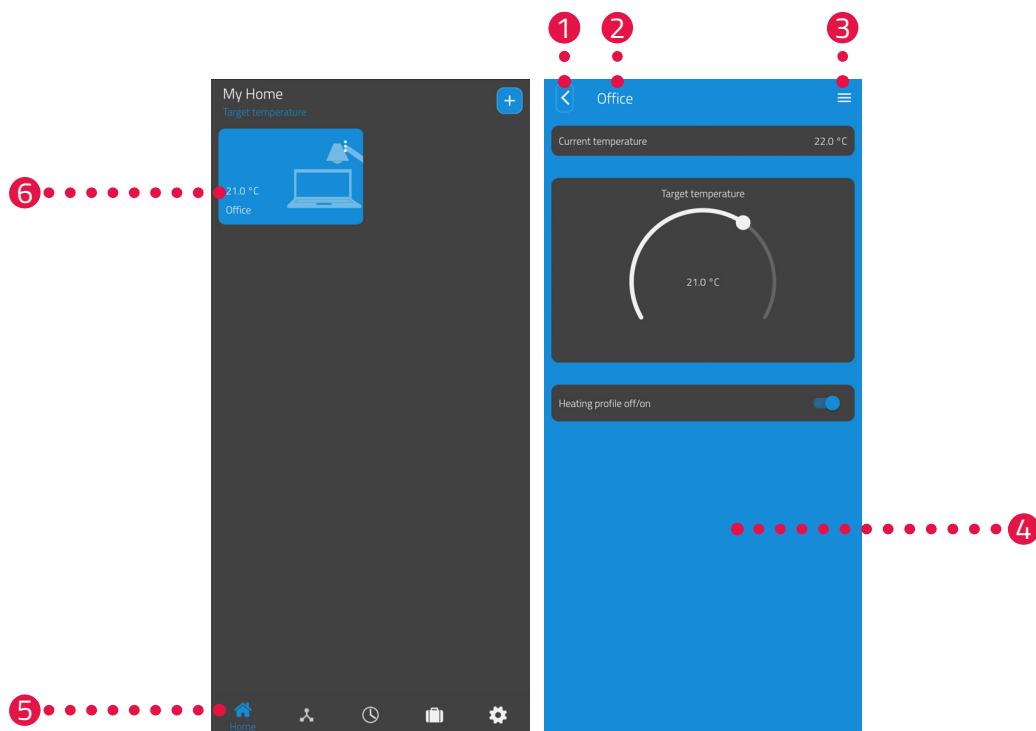 1 2 3
My Home
Target temperature
+
21.0 °C
Office
Home
Office
Current temperature 22.0 °C
Target temperature
21.0 °C
Heating profile off/on
4
5
6